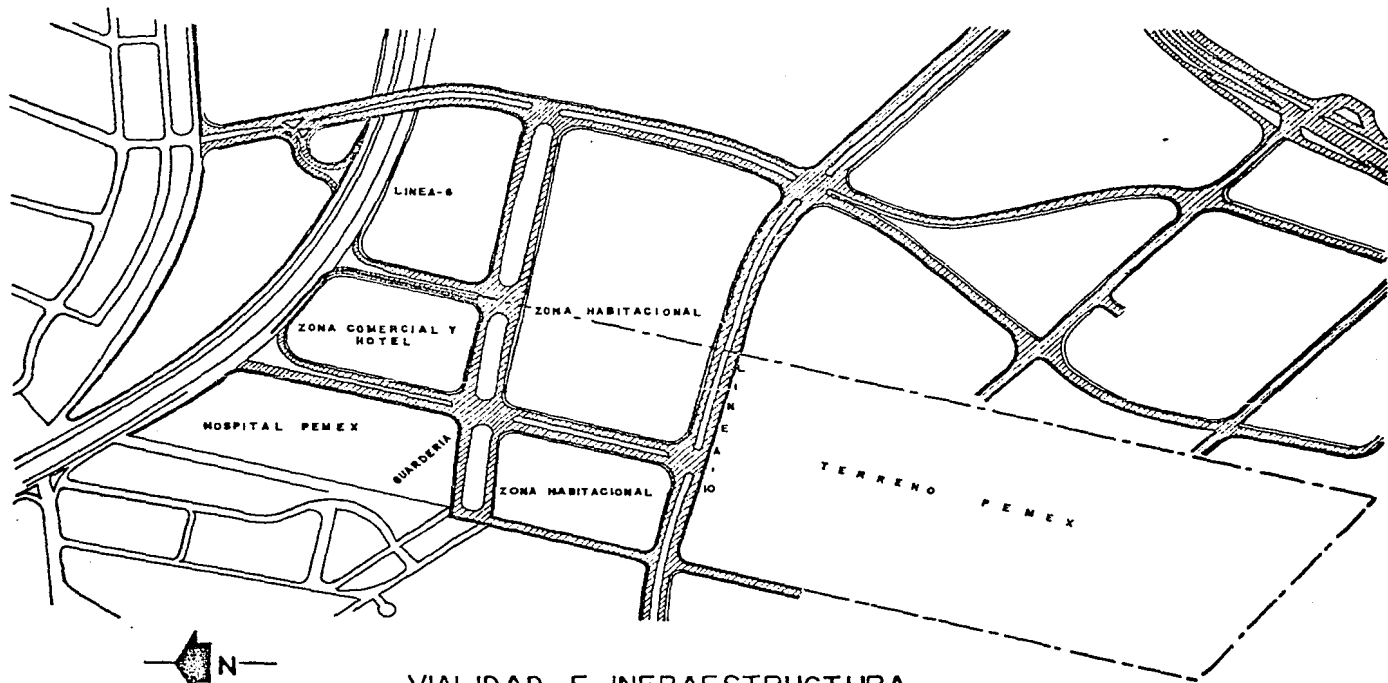 LINEA-6
ZONA HABITACIONAL
ZONA COMERCIAL Y
HOTEL
LINEA 10
HOSPITAL PEMEX
GUARDERIA
ZONA HABITACIONAL
TERRENO PEMEX
N
VIALIDAD E INFRAESTRUCTURA